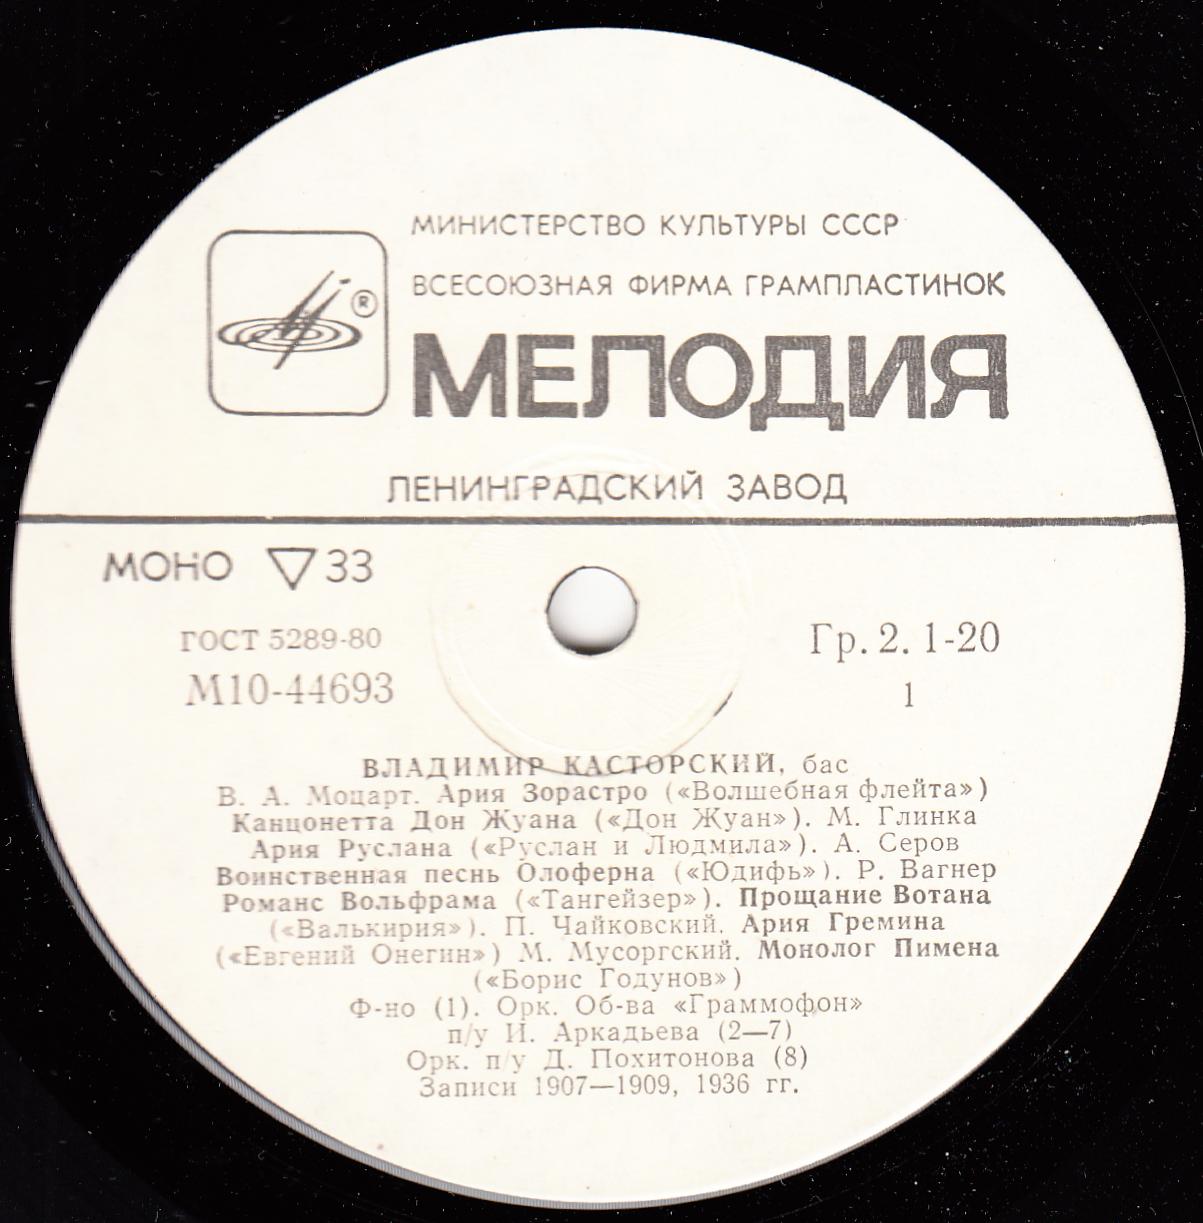 МИНИСТЕРСТВО КУЛЬТУРЫ СССР
ВСЕСОЮЗНАЯ ФИРМА ГРАМПЛАСТИНОК
®
МЕЛОДИЯ
ЛЕНИНГРАДСКИЙ ЗАВОД
МОНО ▽33
ГОСТ 5289-80
Гр. 2. 1-20
М10-44693
1
ВЛАДИМИР КАСТОРСКИЙ, бас
В. А. Моцарт. Ария Зорастро («Волшебная флейта»)
Канцонетта Дон Жуана («Дон Жуан»). М. Глинка
Ария Руслана («Руслан и Людмила»). А. Серов
Воинственная песнь Олоферна («Юдифь»). Р. Вагнер
Романс Вольфрама («Тангейзер»). Прощание Вотана
(«Валькирия»). П. Чайковский. Ария Гремина
(«Евгений Онегин») М. Мусоргский. Монолог Пимена
(«Борис Годунов»)
Ф-но (1). Орк. Об-ва «Граммофон»
п/у И. Аркадьева (2—7)
Орк. п/у Д. Похитонова (8)
Записи 1907—1909, 1936 гг.